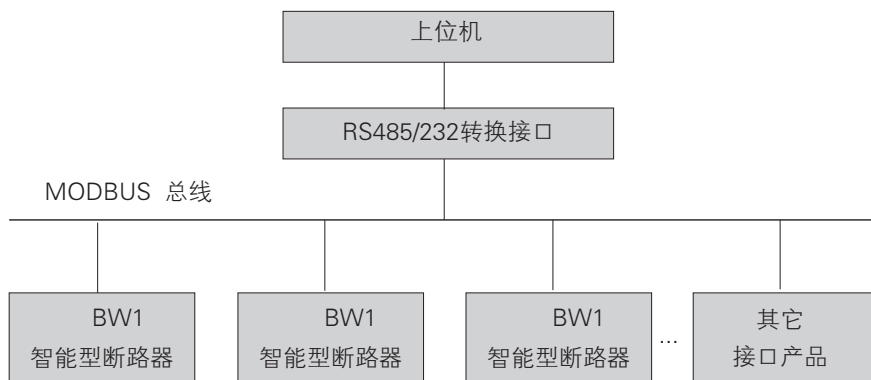 上位机
RS485/232转换接口
MODBUS 总线
BW1
智能型断路器
BW1
智能型断路器
BW1
智能型断路器
...
其它
接口产品